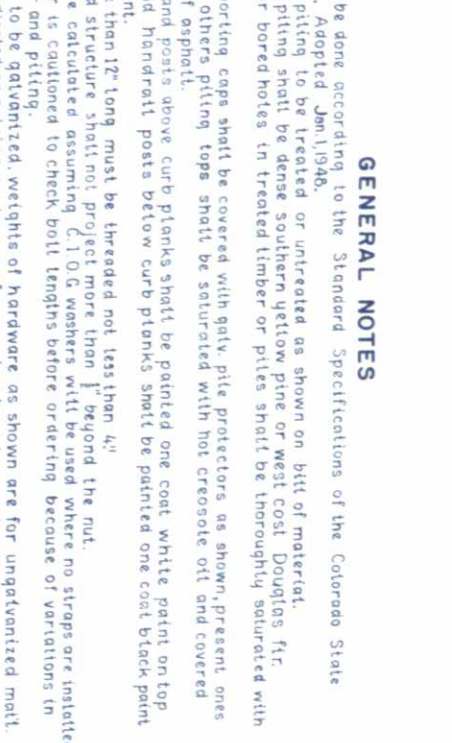 GENERAL NOTES
be done according to the Standard Specifications of the Colorado State
. Adopted Jan. 1, 1948.
piling to be treated or untreated as shown on bill of material.
piling shall be dense southern yellow pine or west cost Douglas fir.
r bored holes in treated timber or piles shall be thoroughly saturated with
orting caps shall be covered with galv. pile protectors as shown, present ones
others piling tops shall be saturated with hot creosote oil and covered
f asphalt.
and posts above curb planks shall be painted one coat white paint on top
d handrail posts below curb planks shall be painted one coat black paint
nt.
than 12" long must be threaded not less than 4".
d structure shall not project more than beyond the nut.
e calculated assuming C.I.O.G washers will be used where no straps are installe
r is cautioned to check bolt lengths before ordering because of variations in
and piling.
to be galvanized, weights of hardware as shown are for ungalvanized mat'l.